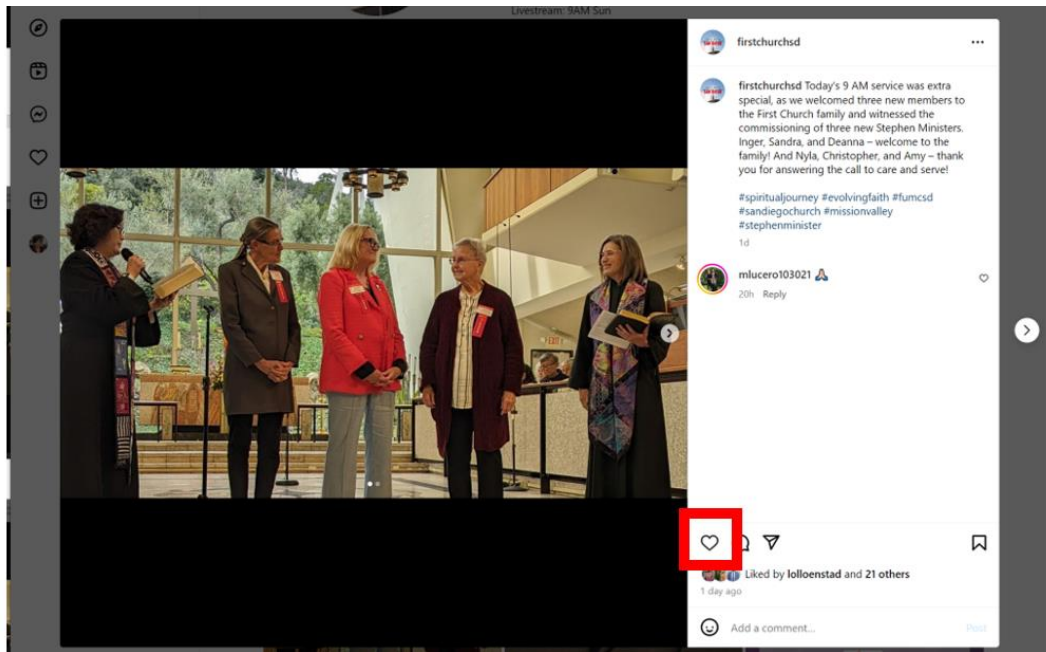 Livestream: 9AM Sun
firstchurchsd
firstchurchsd Today's 9 AM service was extra
special, as we welcomed three new members to
the First Church family and witnessed the
commissioning of three new Stephen Ministers.
Inger, Sandra, and Deanna – welcome to the
family! And Nyla, Christopher, and Amy – thank
you for answering the call to care and serve!
#spiritualjourney #evolvingfaith #fumcsd
#sandiegochurch #missionvalley
#stephenminister
1d
mlucero103021 🙏🏼
20h Reply
EXIT
Liked by lolloenstad and 21 others
1 day ago
Add a comment...
Post